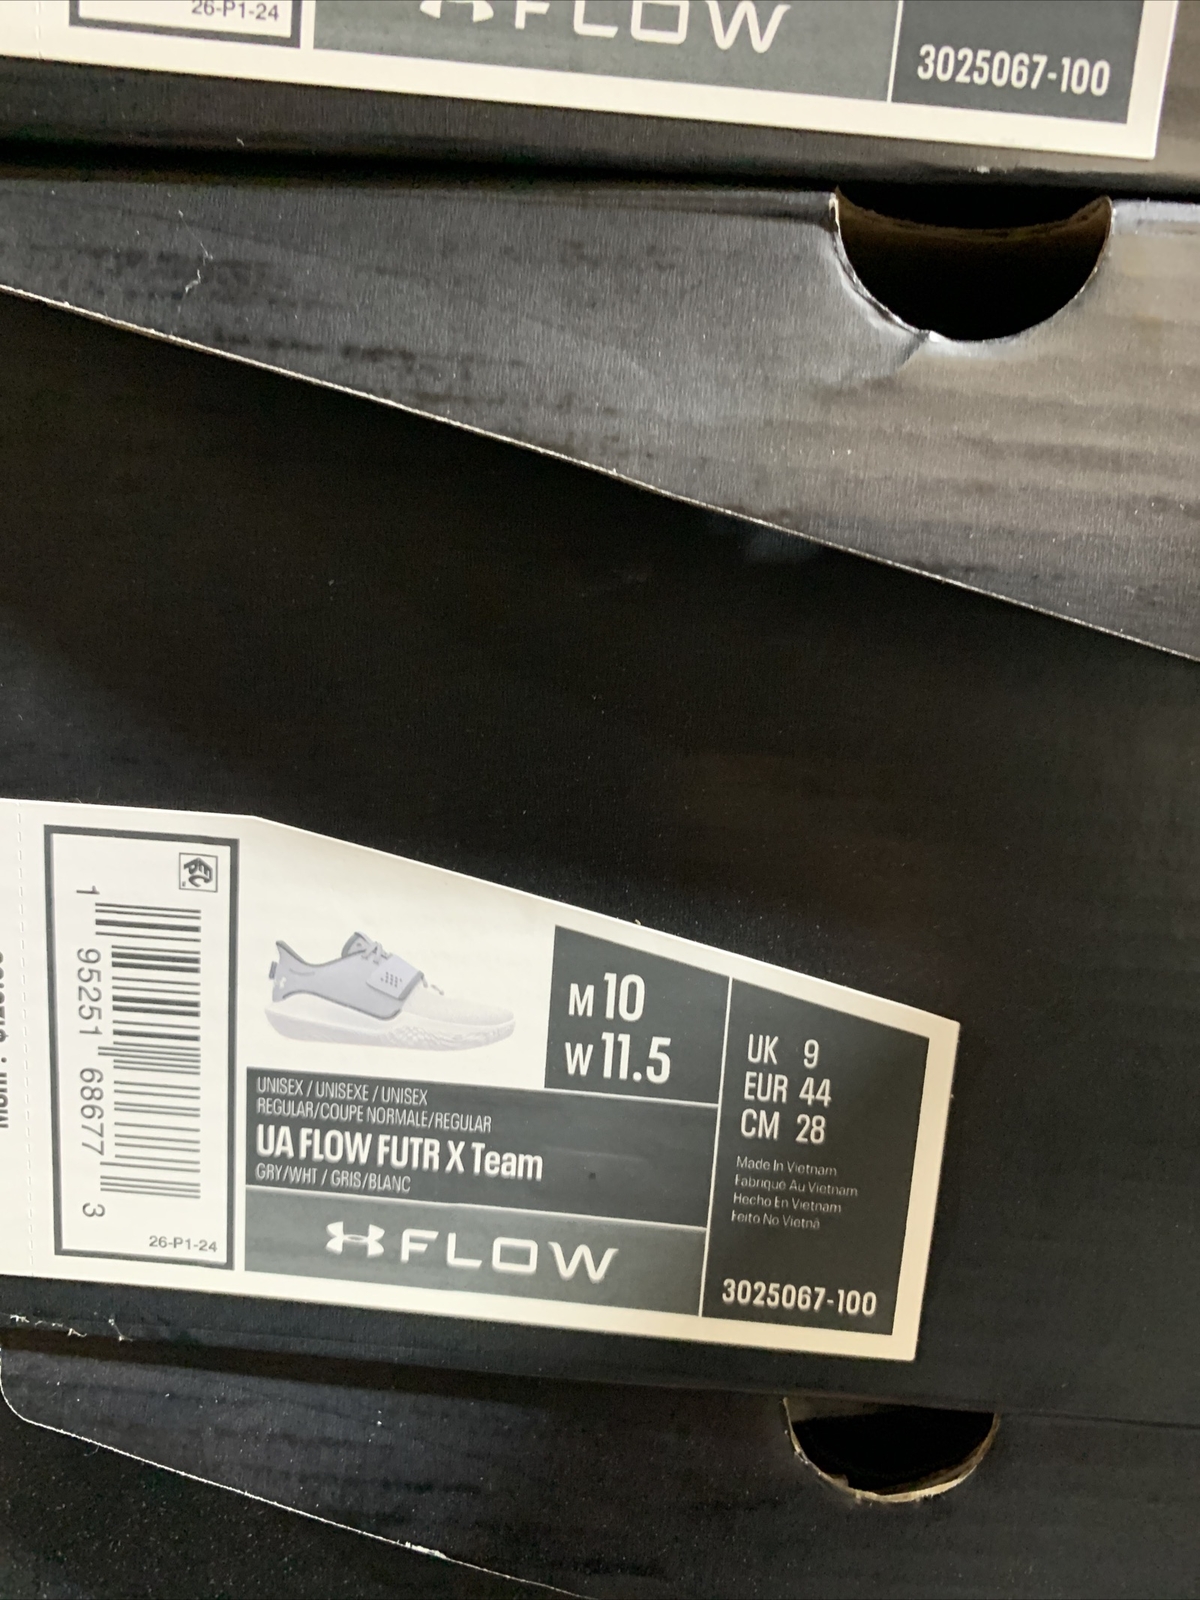 26-P1-24
FLOW
3025067-100
1 95251 68677 3
26-P1-24
M 10
W 11.5
UK 9
EUR 44
CM 28
UNISEX / UNISEXE / UNISEX
REGULAR/COUPE NORMALE/REGULAR
UA FLOW FUTR X Team
GRY/WHT / GRIS/BLANC
Made In Vietnam
Fabriqué Au Vietnam
Hecho En Vietnam
Feito No Vietnã
FLOW
3025067-100